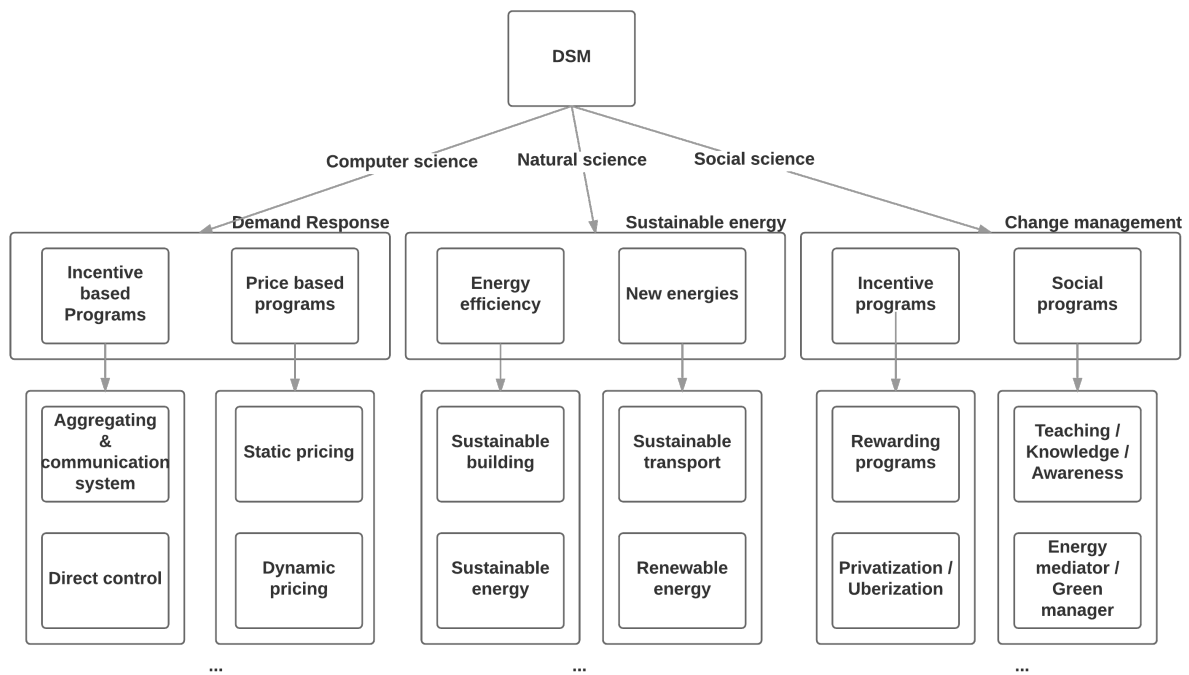 DSM
Computer science
Natural science
Social science
Demand Response
Sustainable energy
Change management
Incentive
based
Programs
Price based
programs
Energy
efficiency
New energies
Incentive
programs
Social
programs
Aggregating
&
communication
system
Static pricing
Sustainable
building
Sustainable
transport
Rewarding
programs
Teaching /
Knowledge /
Awareness
Direct control
Dynamic
pricing
Sustainable
energy
Renewable
energy
Privatization /
Uberization
Energy
mediator /
Green
manager
...
...
...